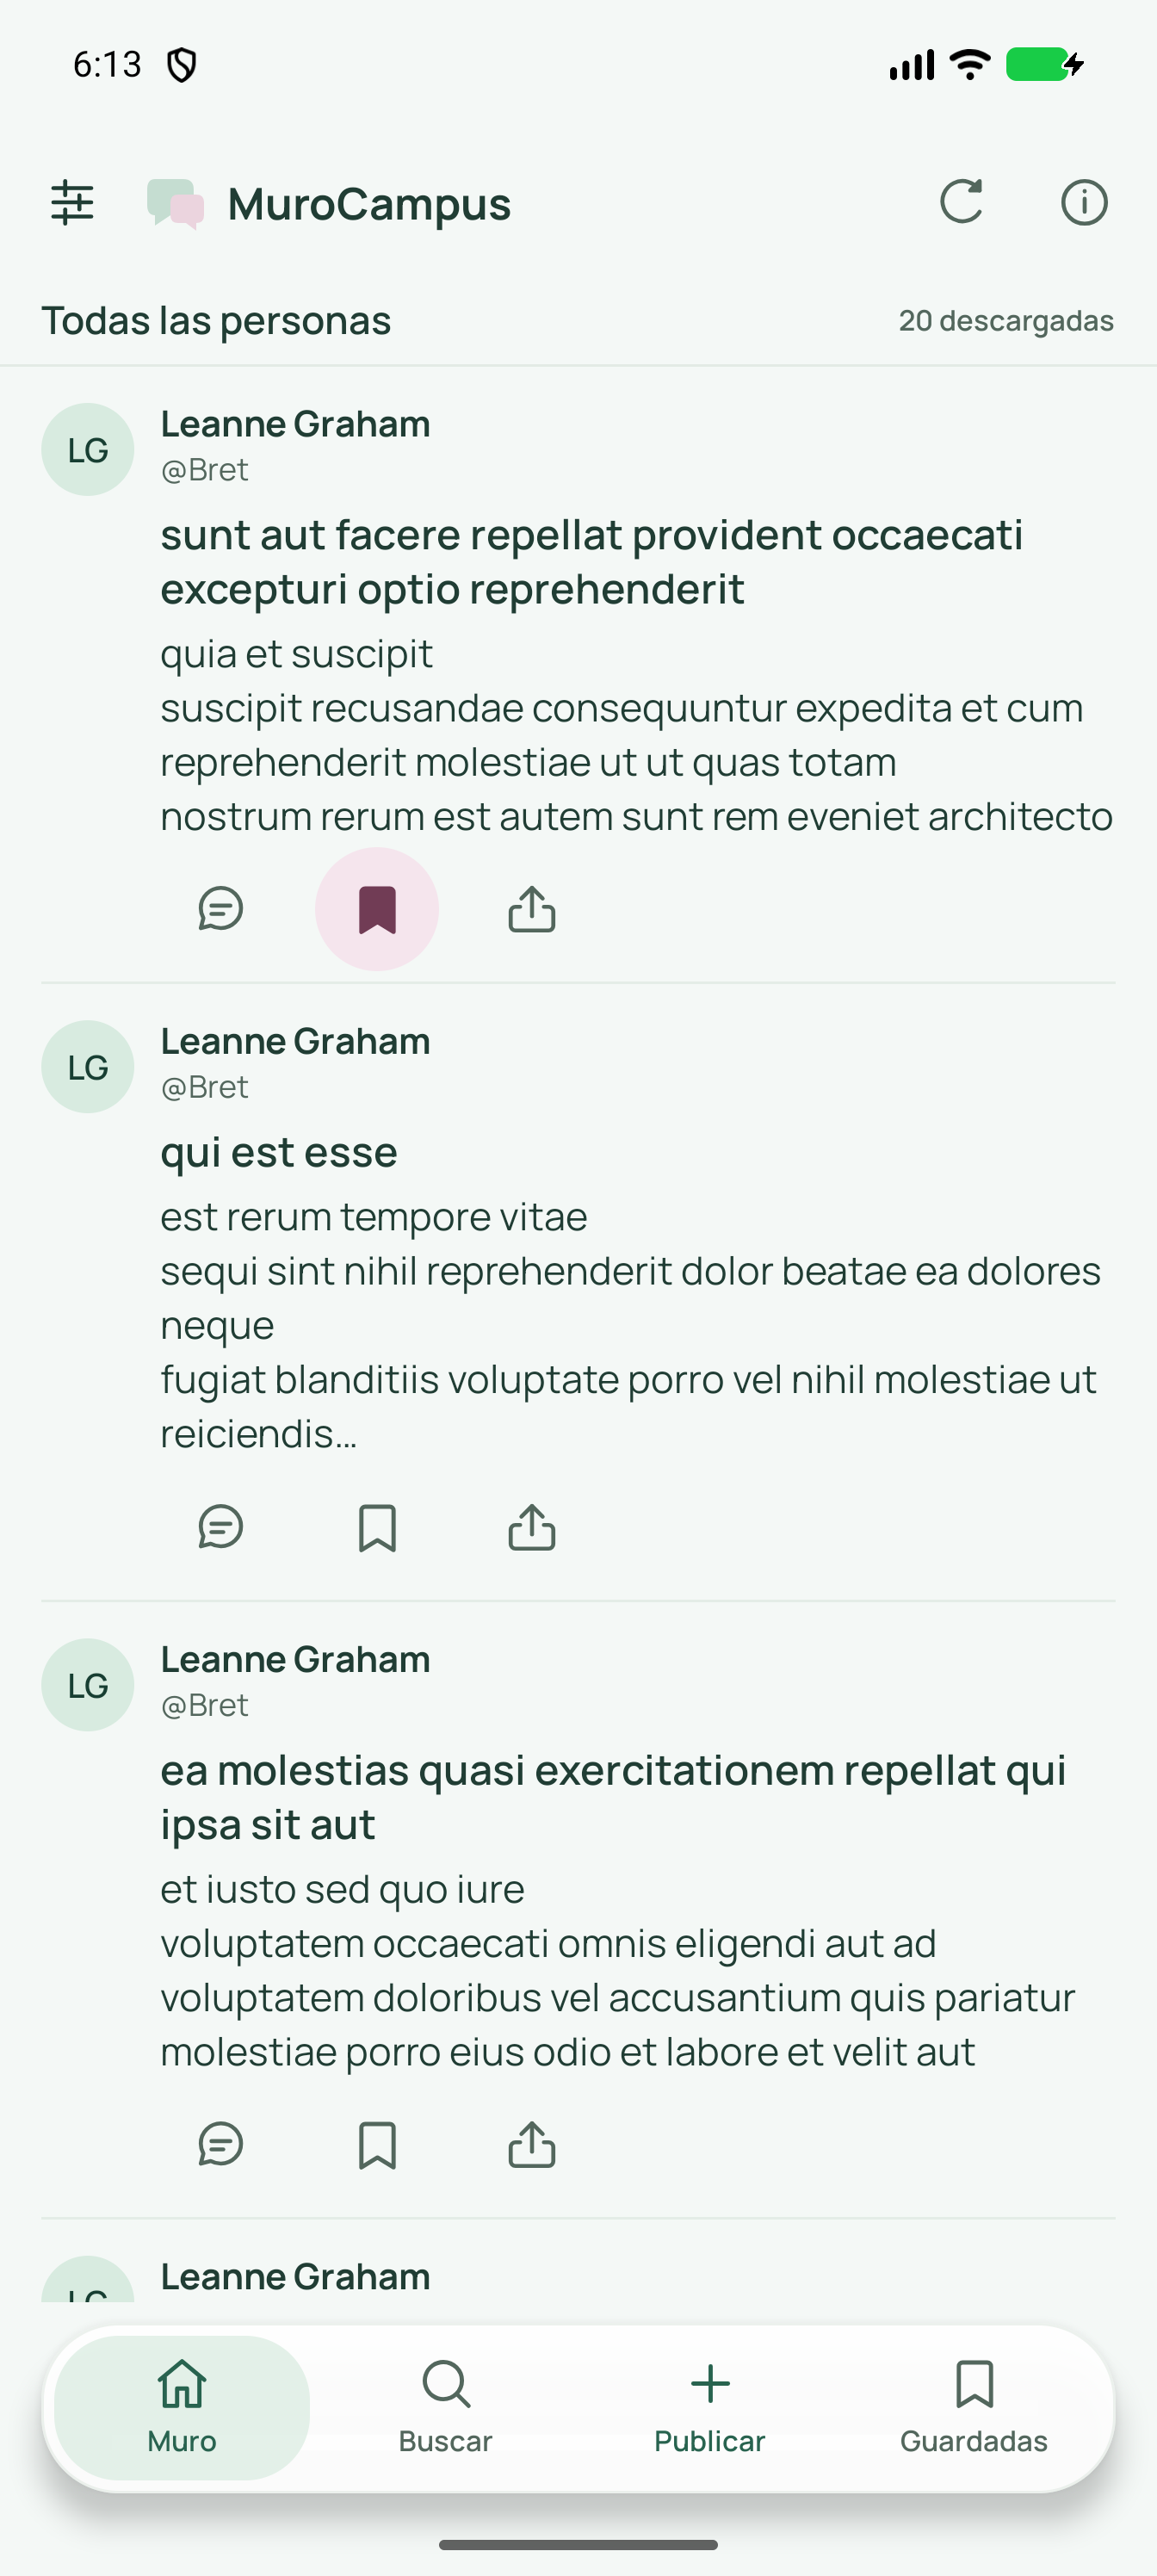 6:13
MuroCampus
Todas las personas
20 descargadas
LG
Leanne Graham
@Bret
sunt aut facere repellat provident occaecati
excepturi optio reprehenderit
quia et suscipit
suscipit recusandae consequuntur expedita et cum
reprehenderit molestiae ut ut quas totam
nostrum rerum est autem sunt rem eveniet architecto
LG
Leanne Graham
@Bret
qui est esse
est rerum tempore vitae
sequi sint nihil reprehenderit dolor beatae ea dolores
neque
fugiat blanditiis voluptate porro vel nihil molestiae ut
reiciendis…
LG
Leanne Graham
@Bret
ea molestias quasi exercitationem repellat qui
ipsa sit aut
et iusto sed quo iure
voluptatem occaecati omnis eligendi aut ad
voluptatem doloribus vel accusantium quis pariatur
molestiae porro eius odio et labore et velit aut
LG
Leanne Graham
Muro
Buscar
Publicar
Guardadas